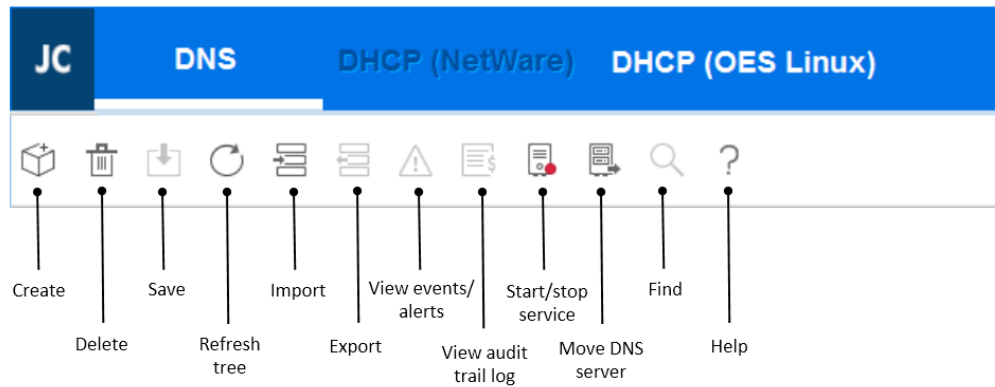 JC DNS DHCP (NetWare) DHCP (OES Linux)
Create Save Import View events/ Start/stop Find
alerts service
Delete Refresh Export View audit Move DNS Help
tree trail log server